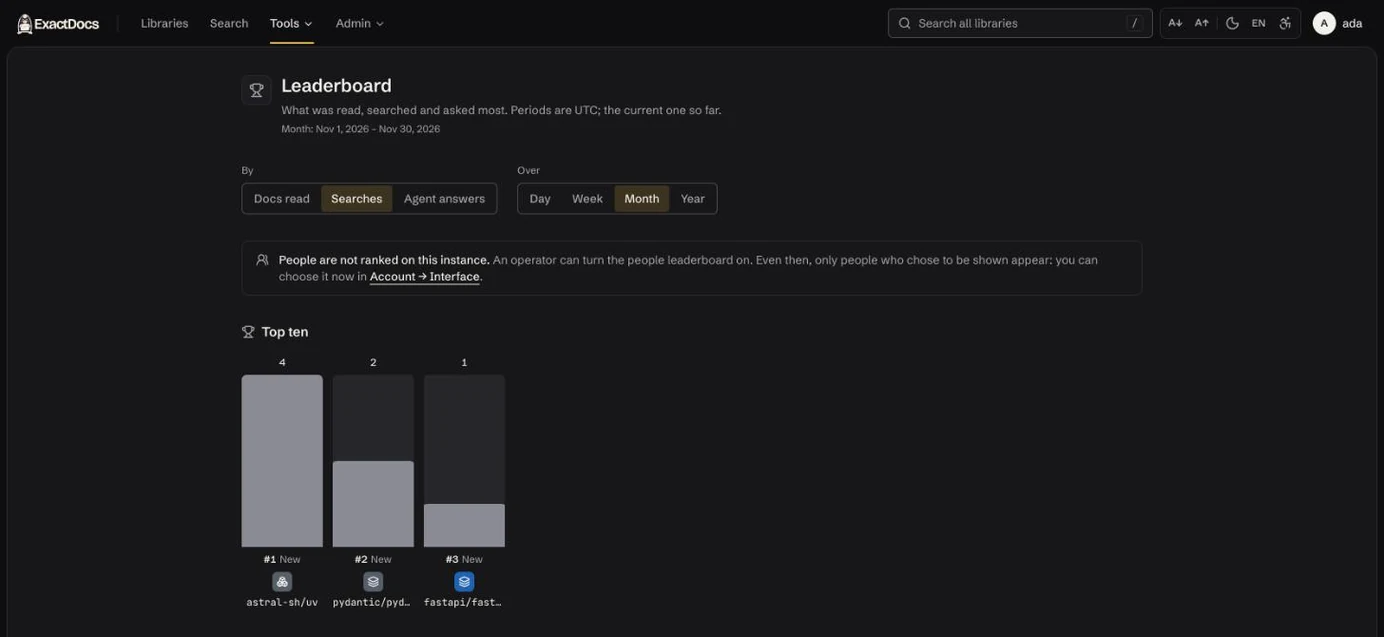 ExactDocs
Libraries
Search
Tools
Admin
Search all libraries
/
A↓
A↑
EN
A
ada
Leaderboard
What was read, searched and asked most. Periods are UTC; the current one so far.
Month: Nov 1, 2026 – Nov 30, 2026
By
Over
Docs read
Searches
Agent answers
Day
Week
Month
Year
People are not ranked on this instance. An operator can turn the people leaderboard on. Even then, only people who chose to be shown appear: you can
choose it now in Account → Interface.
Top ten
4
2
1
#1 New
#2 New
#3 New
astral-sh/uv
pydantic/pyd…
fastapi/fast…